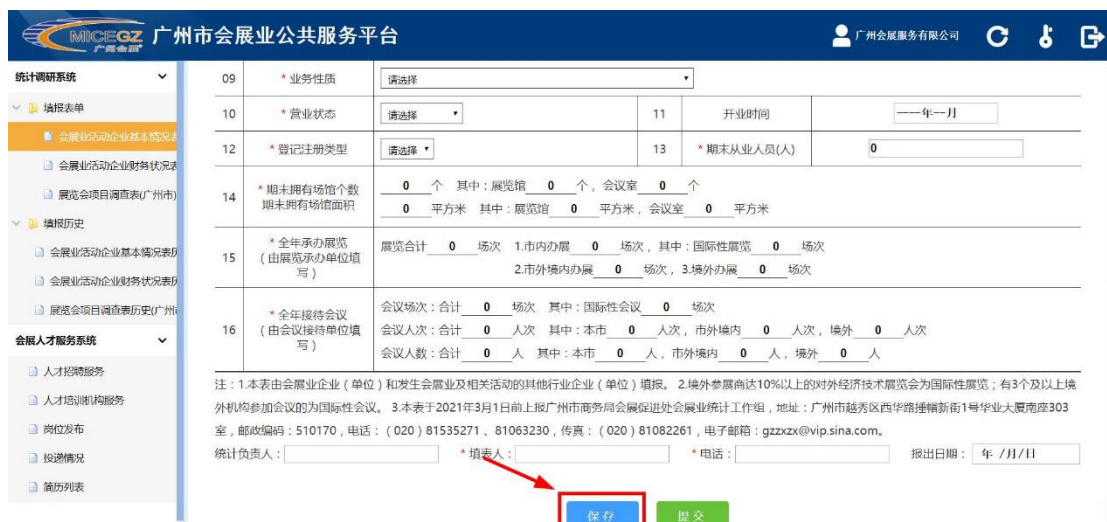 MICEGZ 广州市会展业公共服务平台 广州会展服务有限公司
广州会展
统计调研系统
填报表单
会展业活动企业基本情况表
会展业活动企业财务状况表
展览会项目调查表(广州市)
填报历史
会展业活动企业基本情况表历
会展业活动企业财务状况表历
展览会项目调查表历史(广州
会展人才服务系统
人才招聘服务
人才培训机构服务
岗位发布
投递情况
简历列表
09 * 业务性质 请选择
10 * 营业状态 请选择 11 开业时间 ----年--月
12 * 登记注册类型 请选择 13 * 期末从业人员(人) 0
14 * 期末拥有场馆个数 期末拥有场馆面积
0 个 其中：展览馆 0 个，会议室 0 个
0 平方米 其中：展览馆 0 平方米，会议室 0 平方米
15 * 全年承办展览（由展览承办单位填写）
展览合计 0 场次 1.市内办展 0 场次，其中：国际性展览 0 场次
2.市外境内办展 0 场次，3.境外办展 0 场次
16 * 全年接待会议（由会议接待单位填写）
会议场次：合计 0 场次 其中：国际性会议 0 场次
会议人次：合计 0 人次 其中：本市 0 人次，市外境内 0 人次，境外 0 人次
会议人数：合计 0 人 其中：本市 0 人，市外境内 0 人，境外 0 人
注：1.本表由会展业企业（单位）和发生会展业及相关活动的其他行业企业（单位）填报。 2.境外参展商达10%以上的对外经济技术展览会为国际性展览；有3个及以上境
外机构参加会议的为国际性会议。 3.本表于2021年3月1日前上报广州市商务局会展促进处会展业统计工作组，地址：广州市越秀区西华路捶帽新街1号华业大厦南座303
室，邮政编码：510170，电话：（020）81535271、81063230，传真：（020）81082261，电子邮箱：gzzxzx@vip.sina.com。
统计负责人： * 填表人： * 电话： 报出日期： 年 /月/日
保存 提交